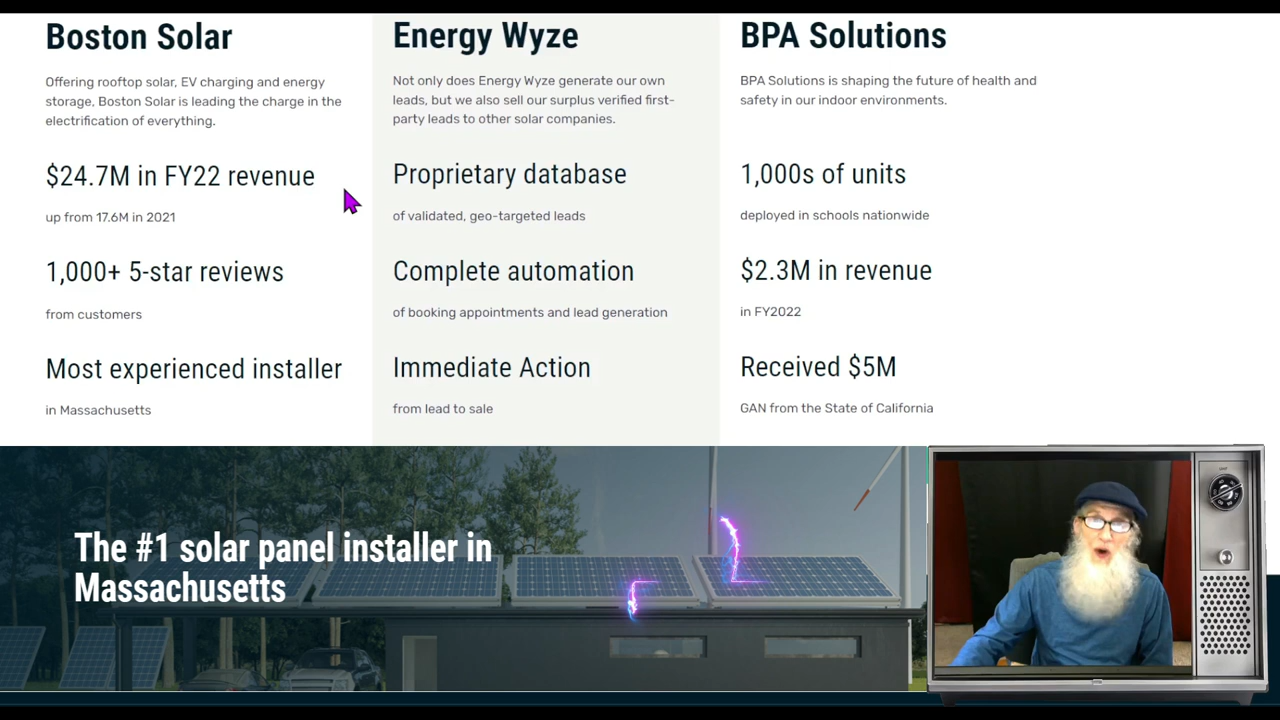 Boston Solar
Offering rooftop solar, EV charging and energy
storage, Boston Solar is leading the charge in the
electrification of everything.
$24.7M in FY22 revenue
up from 17.6M in 2021
1,000+ 5-star reviews
from customers
Most experienced installer
in Massachusetts
Energy Wyze
Not only does Energy Wyze generate our own
leads, but we also sell our surplus verified first-
party leads to other solar companies.
Proprietary database
of validated, geo-targeted leads
Complete automation
of booking appointments and lead generation
Immediate Action
from lead to sale
BPA Solutions
BPA Solutions is shaping the future of health and
safety in our indoor environments.
1,000s of units
deployed in schools nationwide
$2.3M in revenue
in FY2022
Received $5M
GAN from the State of California
The #1 solar panel installer in
Massachusetts